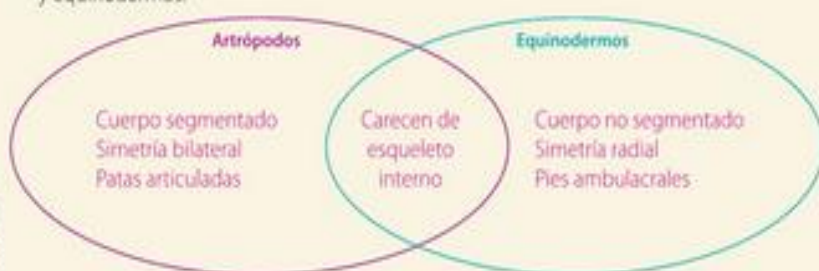 y equinodermos.
Artrópodos
Equinodermos
Cuerpo segmentado
Simetría bilateral
Patas articuladas
Carecen de
esqueleto
interno
Cuerpo no segmentado
Simetría radial
Pies ambulacrales